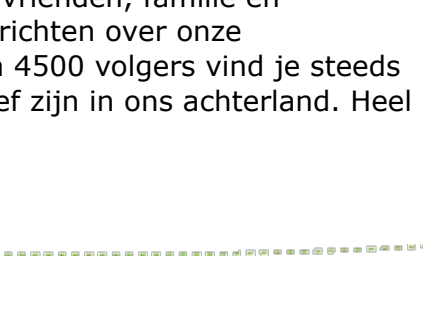 vrienden, familie en
richten over onze
4500 volgers vind je steeds
ef zijn in ons achterland. Heel